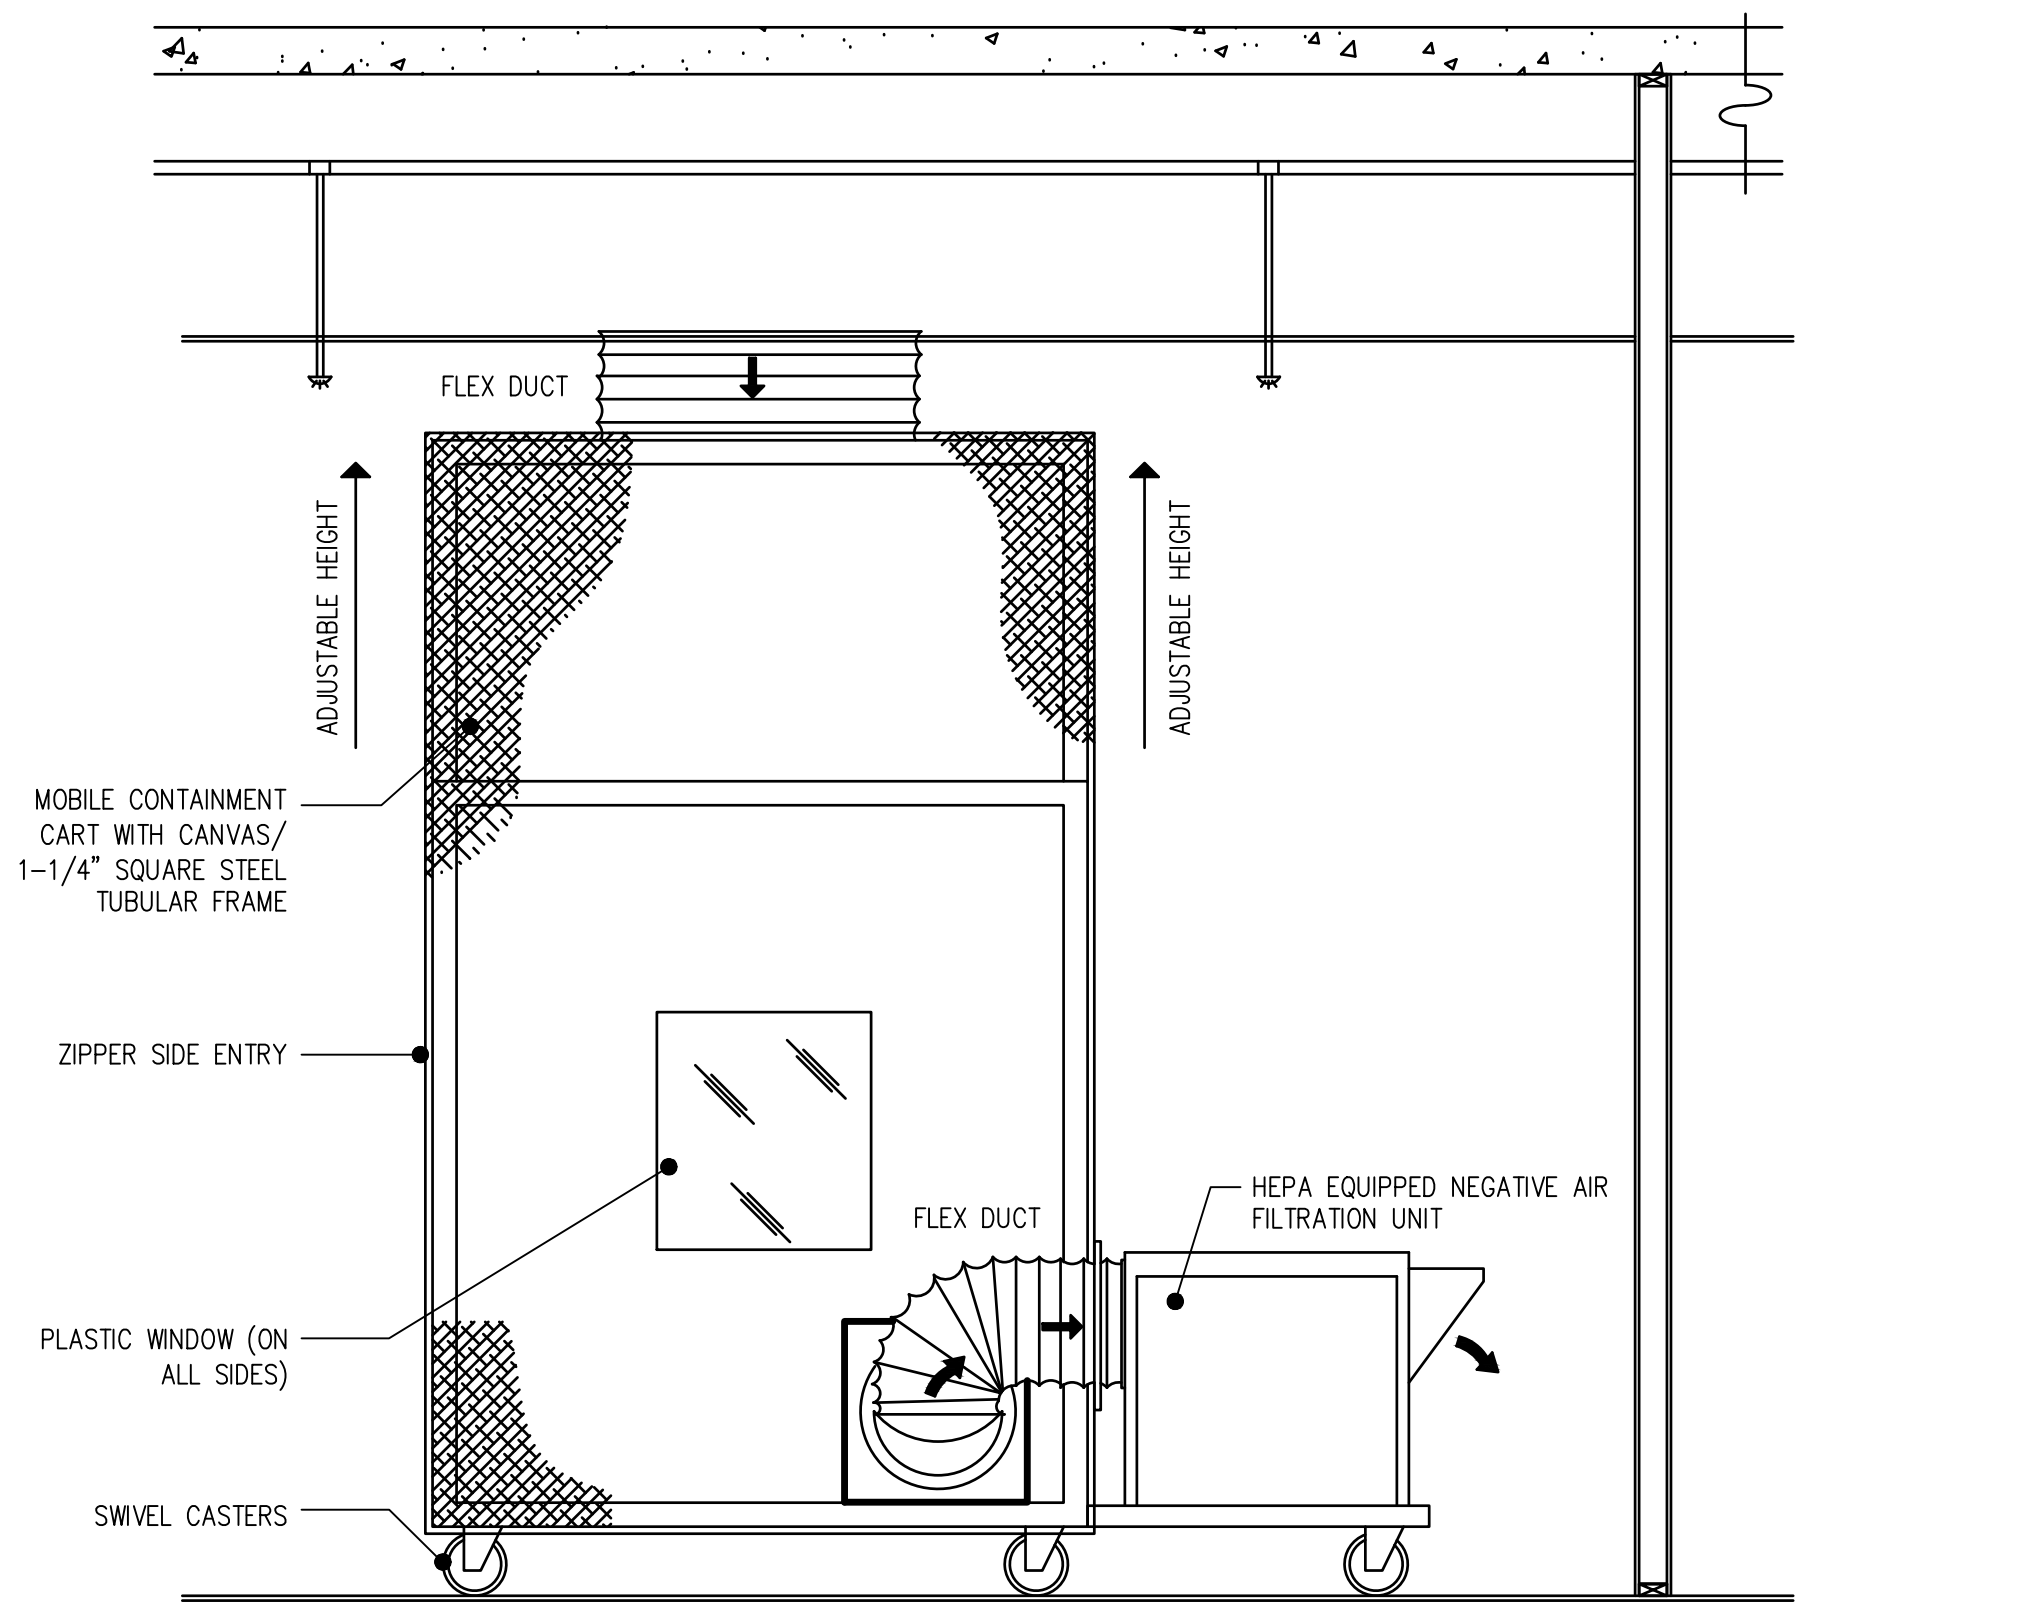 FLEX DUCT
ADJUSTABLE HEIGHT
ADJUSTABLE HEIGHT
MOBILE CONTAINMENT
CART WITH CANVAS/
1-1/4" SQUARE STEEL
TUBULAR FRAME
ZIPPER SIDE ENTRY
HEPA EQUIPPED NEGATIVE AIR
FILTRATION UNIT
FLEX DUCT
PLASTIC WINDOW (ON
ALL SIDES)
SWIVEL CASTERS